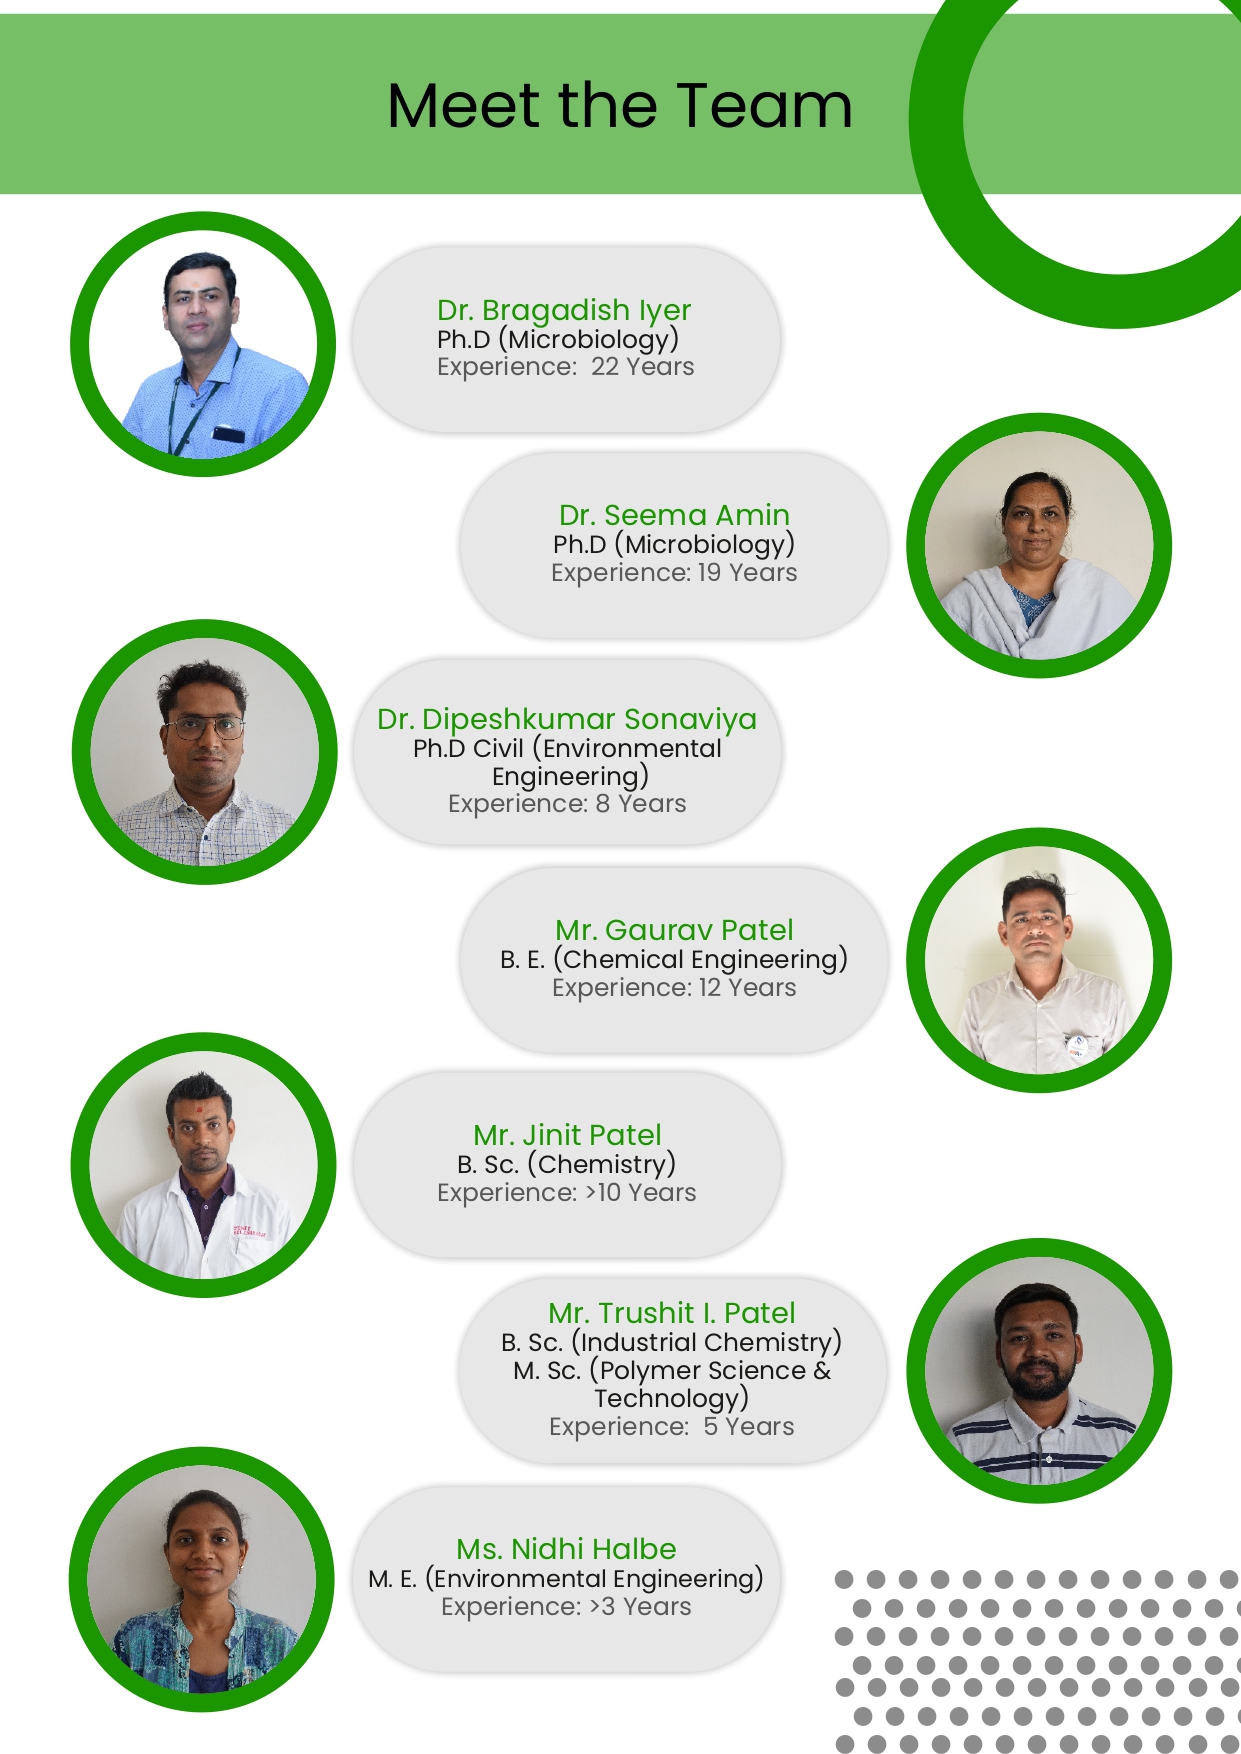 Meet the Team
Dr. Bragadish Iyer
Ph.D (Microbiology)
Experience:  22 Years
Dr. Seema Amin
Ph.D (Microbiology)
Experience: 19 Years
Dr. Dipeshkumar Sonaviya
Ph.D Civil (Environmental
Engineering)
Experience: 8 Years
Mr. Gaurav Patel
B. E. (Chemical Engineering)
Experience: 12 Years
Mr. Jinit Patel
B. Sc. (Chemistry)
Experience: >10 Years
Mr. Trushit I. Patel
B. Sc. (Industrial Chemistry)
M. Sc. (Polymer Science &
Technology)
Experience:  5 Years
Ms. Nidhi Halbe
M. E. (Environmental Engineering)
Experience: >3 Years